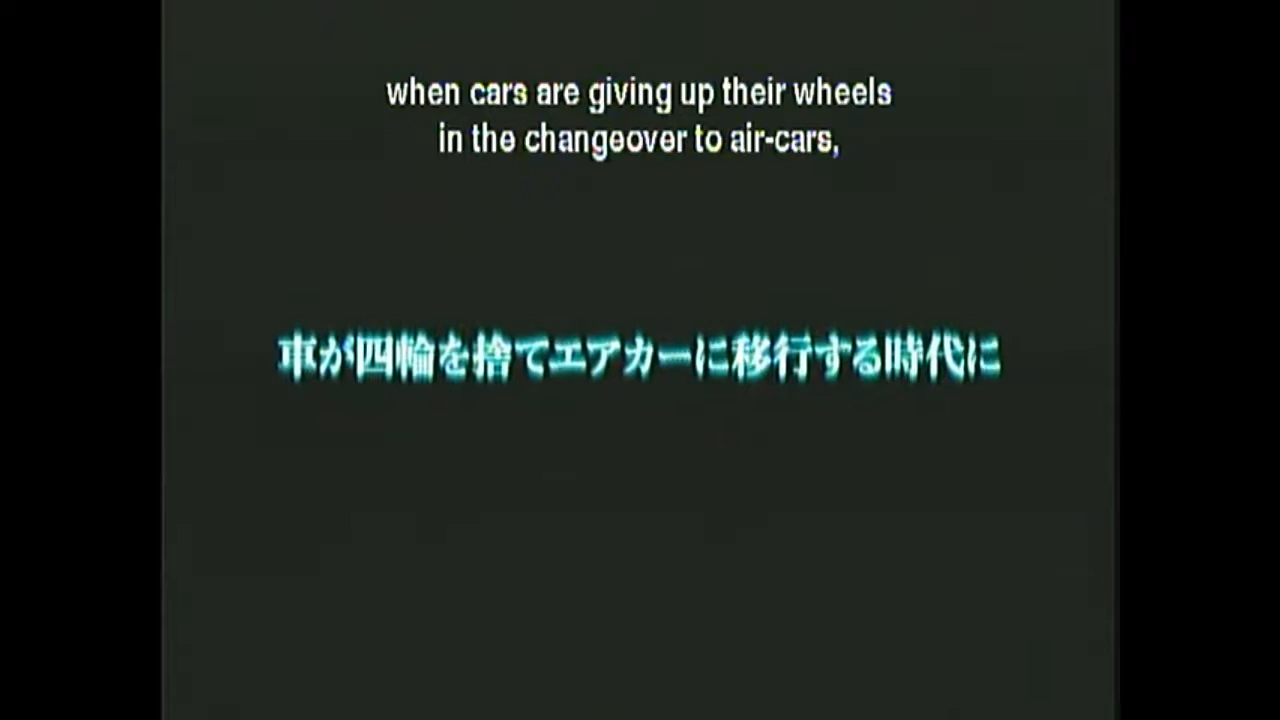 when cars are giving up their wheels
in the changeover to air-cars,
車が四輪を捨てエアカーに移行する時代に